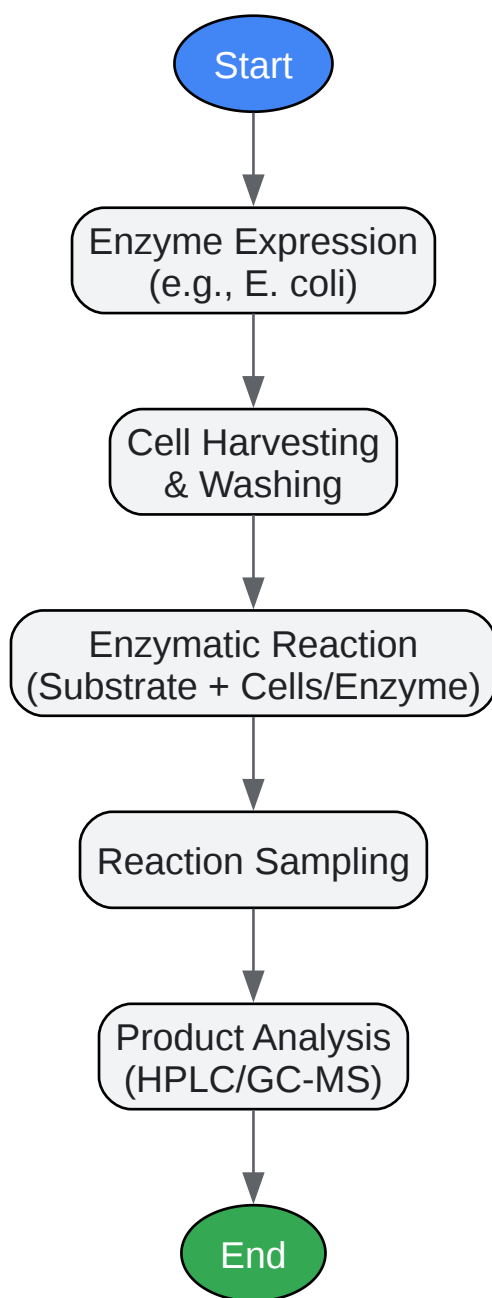 Start
Enzyme Expression
(e.g., E. coli)
Cell Harvesting
& Washing
Enzymatic Reaction
(Substrate + Cells/Enzyme)
Reaction Sampling
Product Analysis
(HPLC/GC-MS)
End